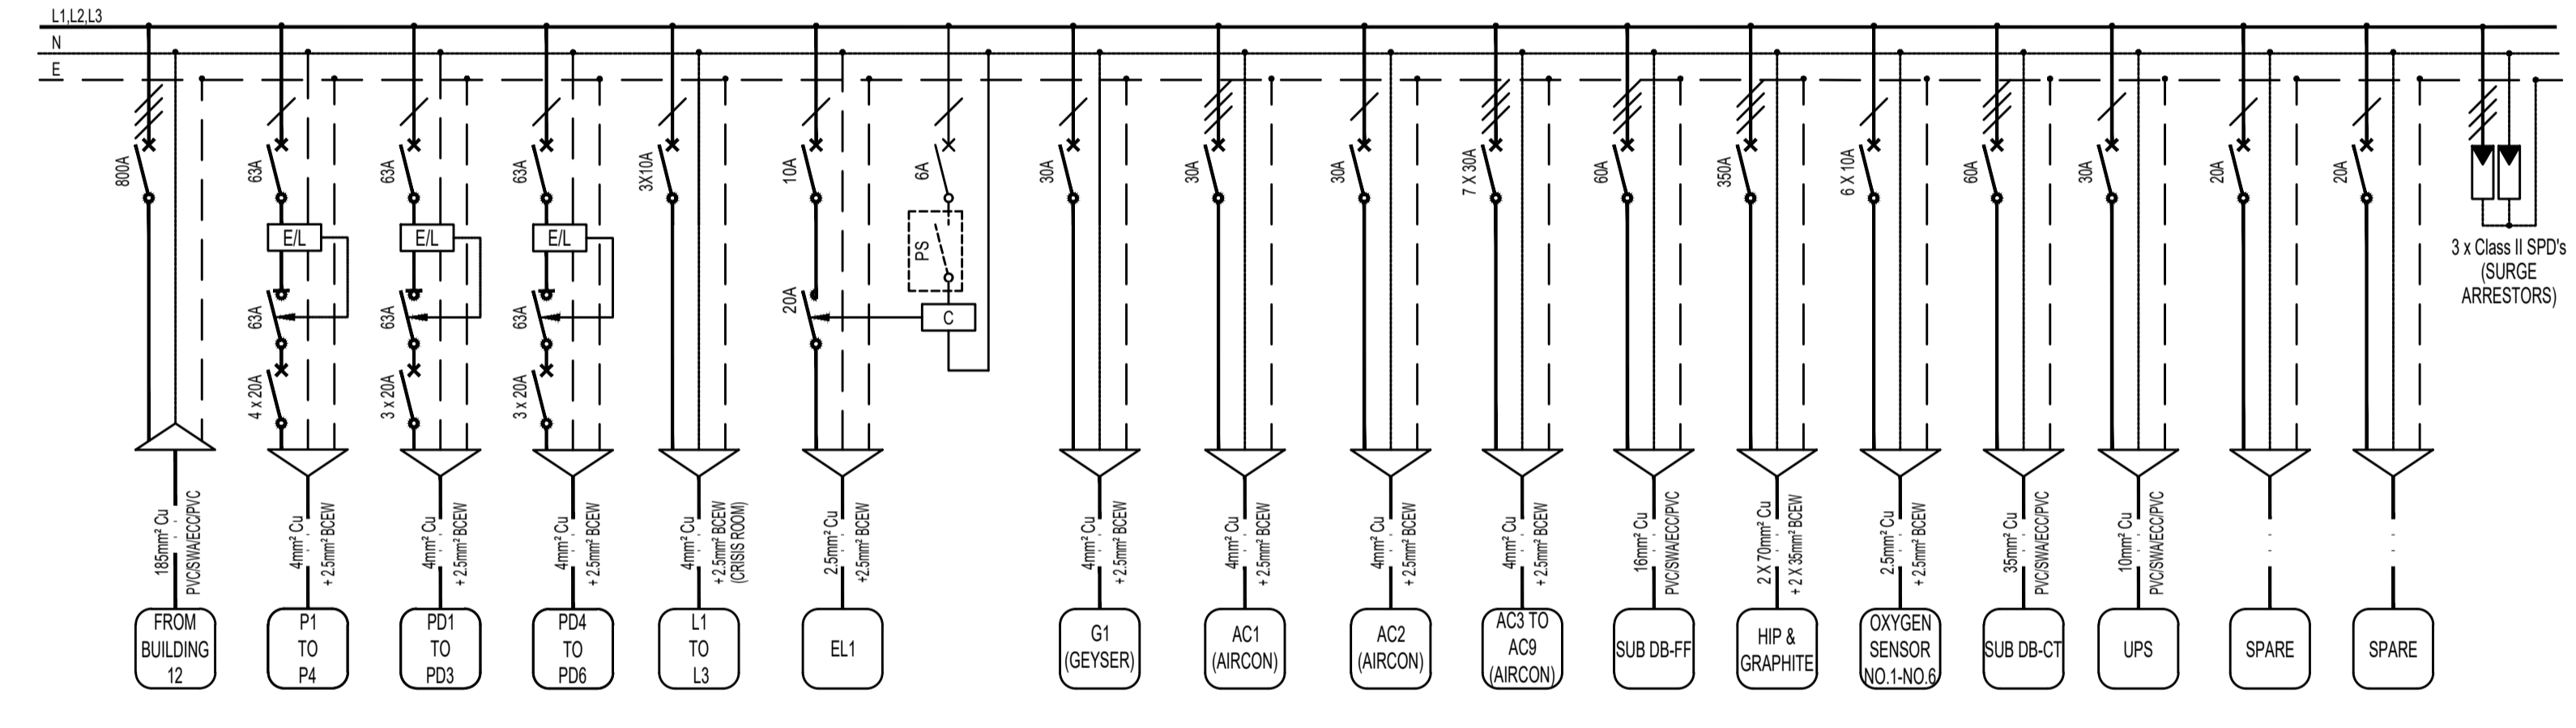 L1,L2,L3
N
E
800A
63A
63A
63A
3X10A
10A
6A
30A
30A
30A
7 X 30A
60A
350A
6 X 10A
60A
30A
20A
20A
E/L
E/L
E/L
PS
3 x Class II SPD's
(SURGE
ARRESTORS)
63A
63A
63A
20A
C
4 x 20A
3 x 20A
3 x 20A
185mm² Cu
PVC/SWA/ECC/PVC
4mm² Cu
+ 2.5mm² BCEW
4mm² Cu
+ 2.5mm² BCEW
4mm² Cu
+ 2.5mm² BCEW
4mm² Cu
+ 2.5mm² BCEW
(CRISIS ROOM)
2.5mm² Cu
+2.5mm² BCEW
4mm² Cu
+ 2.5mm² BCEW
4mm² Cu
+ 2.5mm² BCEW
4mm² Cu
+ 2.5mm² BCEW
4mm² Cu
+ 2.5mm² BCEW
16mm² Cu
PVC/SWA/ECC/PVC
2 X 70mm² Cu
+ 2 X 35mm² BCEW
2.5mm² Cu
+ 2.5mm² BCEW
35mm² Cu
PVC/SWA/ECC/PVC
10mm² Cu
PVC/SWA/ECC/PVC
FROM
BUILDING
12
P1
TO
P4
PD1
TO
PD3
PD4
TO
PD6
L1
TO
L3
EL1
G1
(GEYSER)
AC1
(AIRCON)
AC2
(AIRCON)
AC3 TO
AC9
(AIRCON)
SUB DB-FF
HIP &
GRAPHITE
OXYGEN
SENSOR
NO.1-NO.6
SUB DB-CT
UPS
SPARE
SPARE